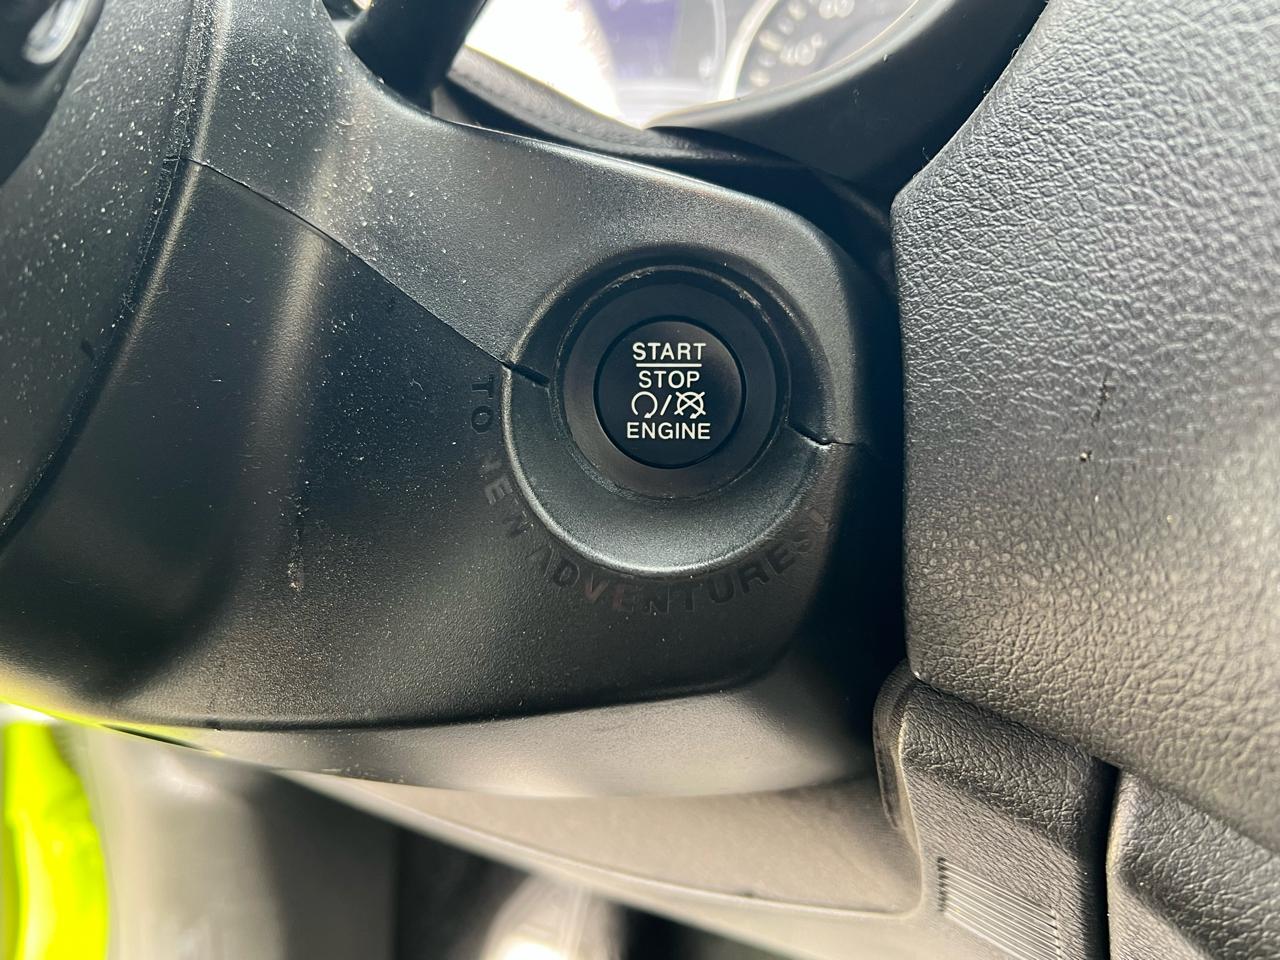 START
STOP
ENGINE
TO NEW ADVENTURES!